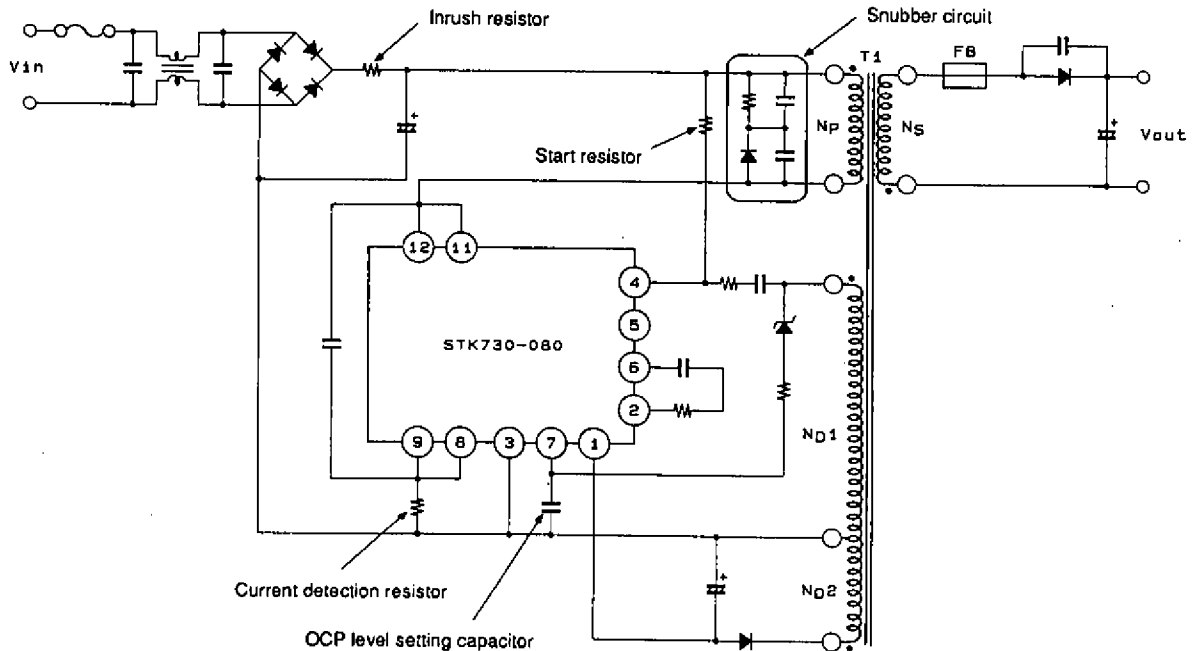 Inrush resistor
Snubber circuit
Vin
T1
FB
NP
NS
Vout
Start resistor
12
11
4
5
STK730-080
6
2
9
8
3
7
1
ND1
Current detection resistor
ND2
OCP level setting capacitor